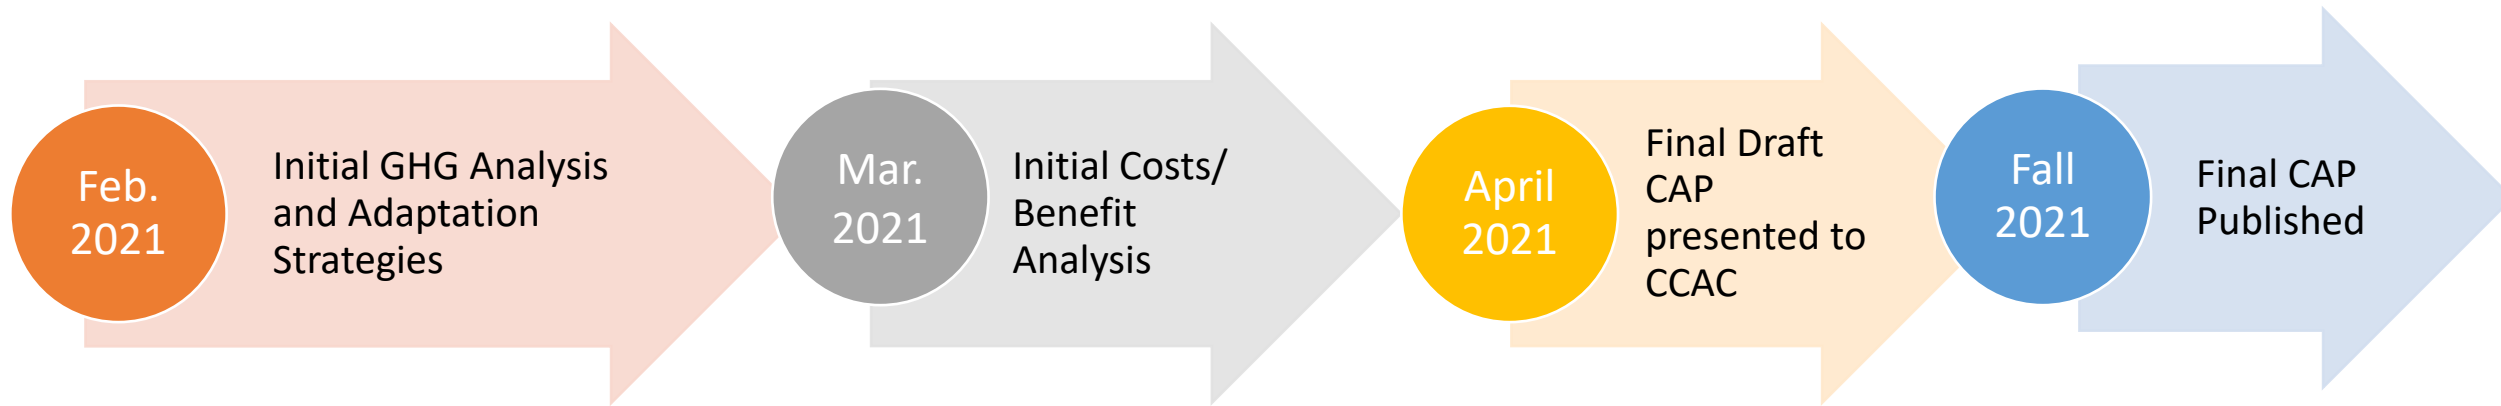 Feb.
2021
Initial GHG Analysis
and Adaptation
Strategies
Mar.
2021
Initial Costs/
Benefit
Analysis
April
2021
Final Draft
CAP
presented to
CCAC
Fall
2021
Final CAP
Published